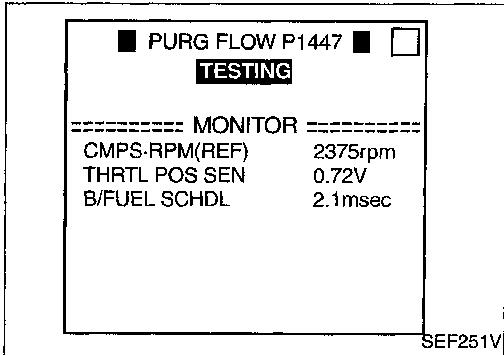 PURG FLOW P1447
TESTING
========== MONITOR ==========
CMPS·RPM(REF) 2375rpm
THRTL POS SEN 0.72V
B/FUEL SCHDL 2.1msec
SEF251V